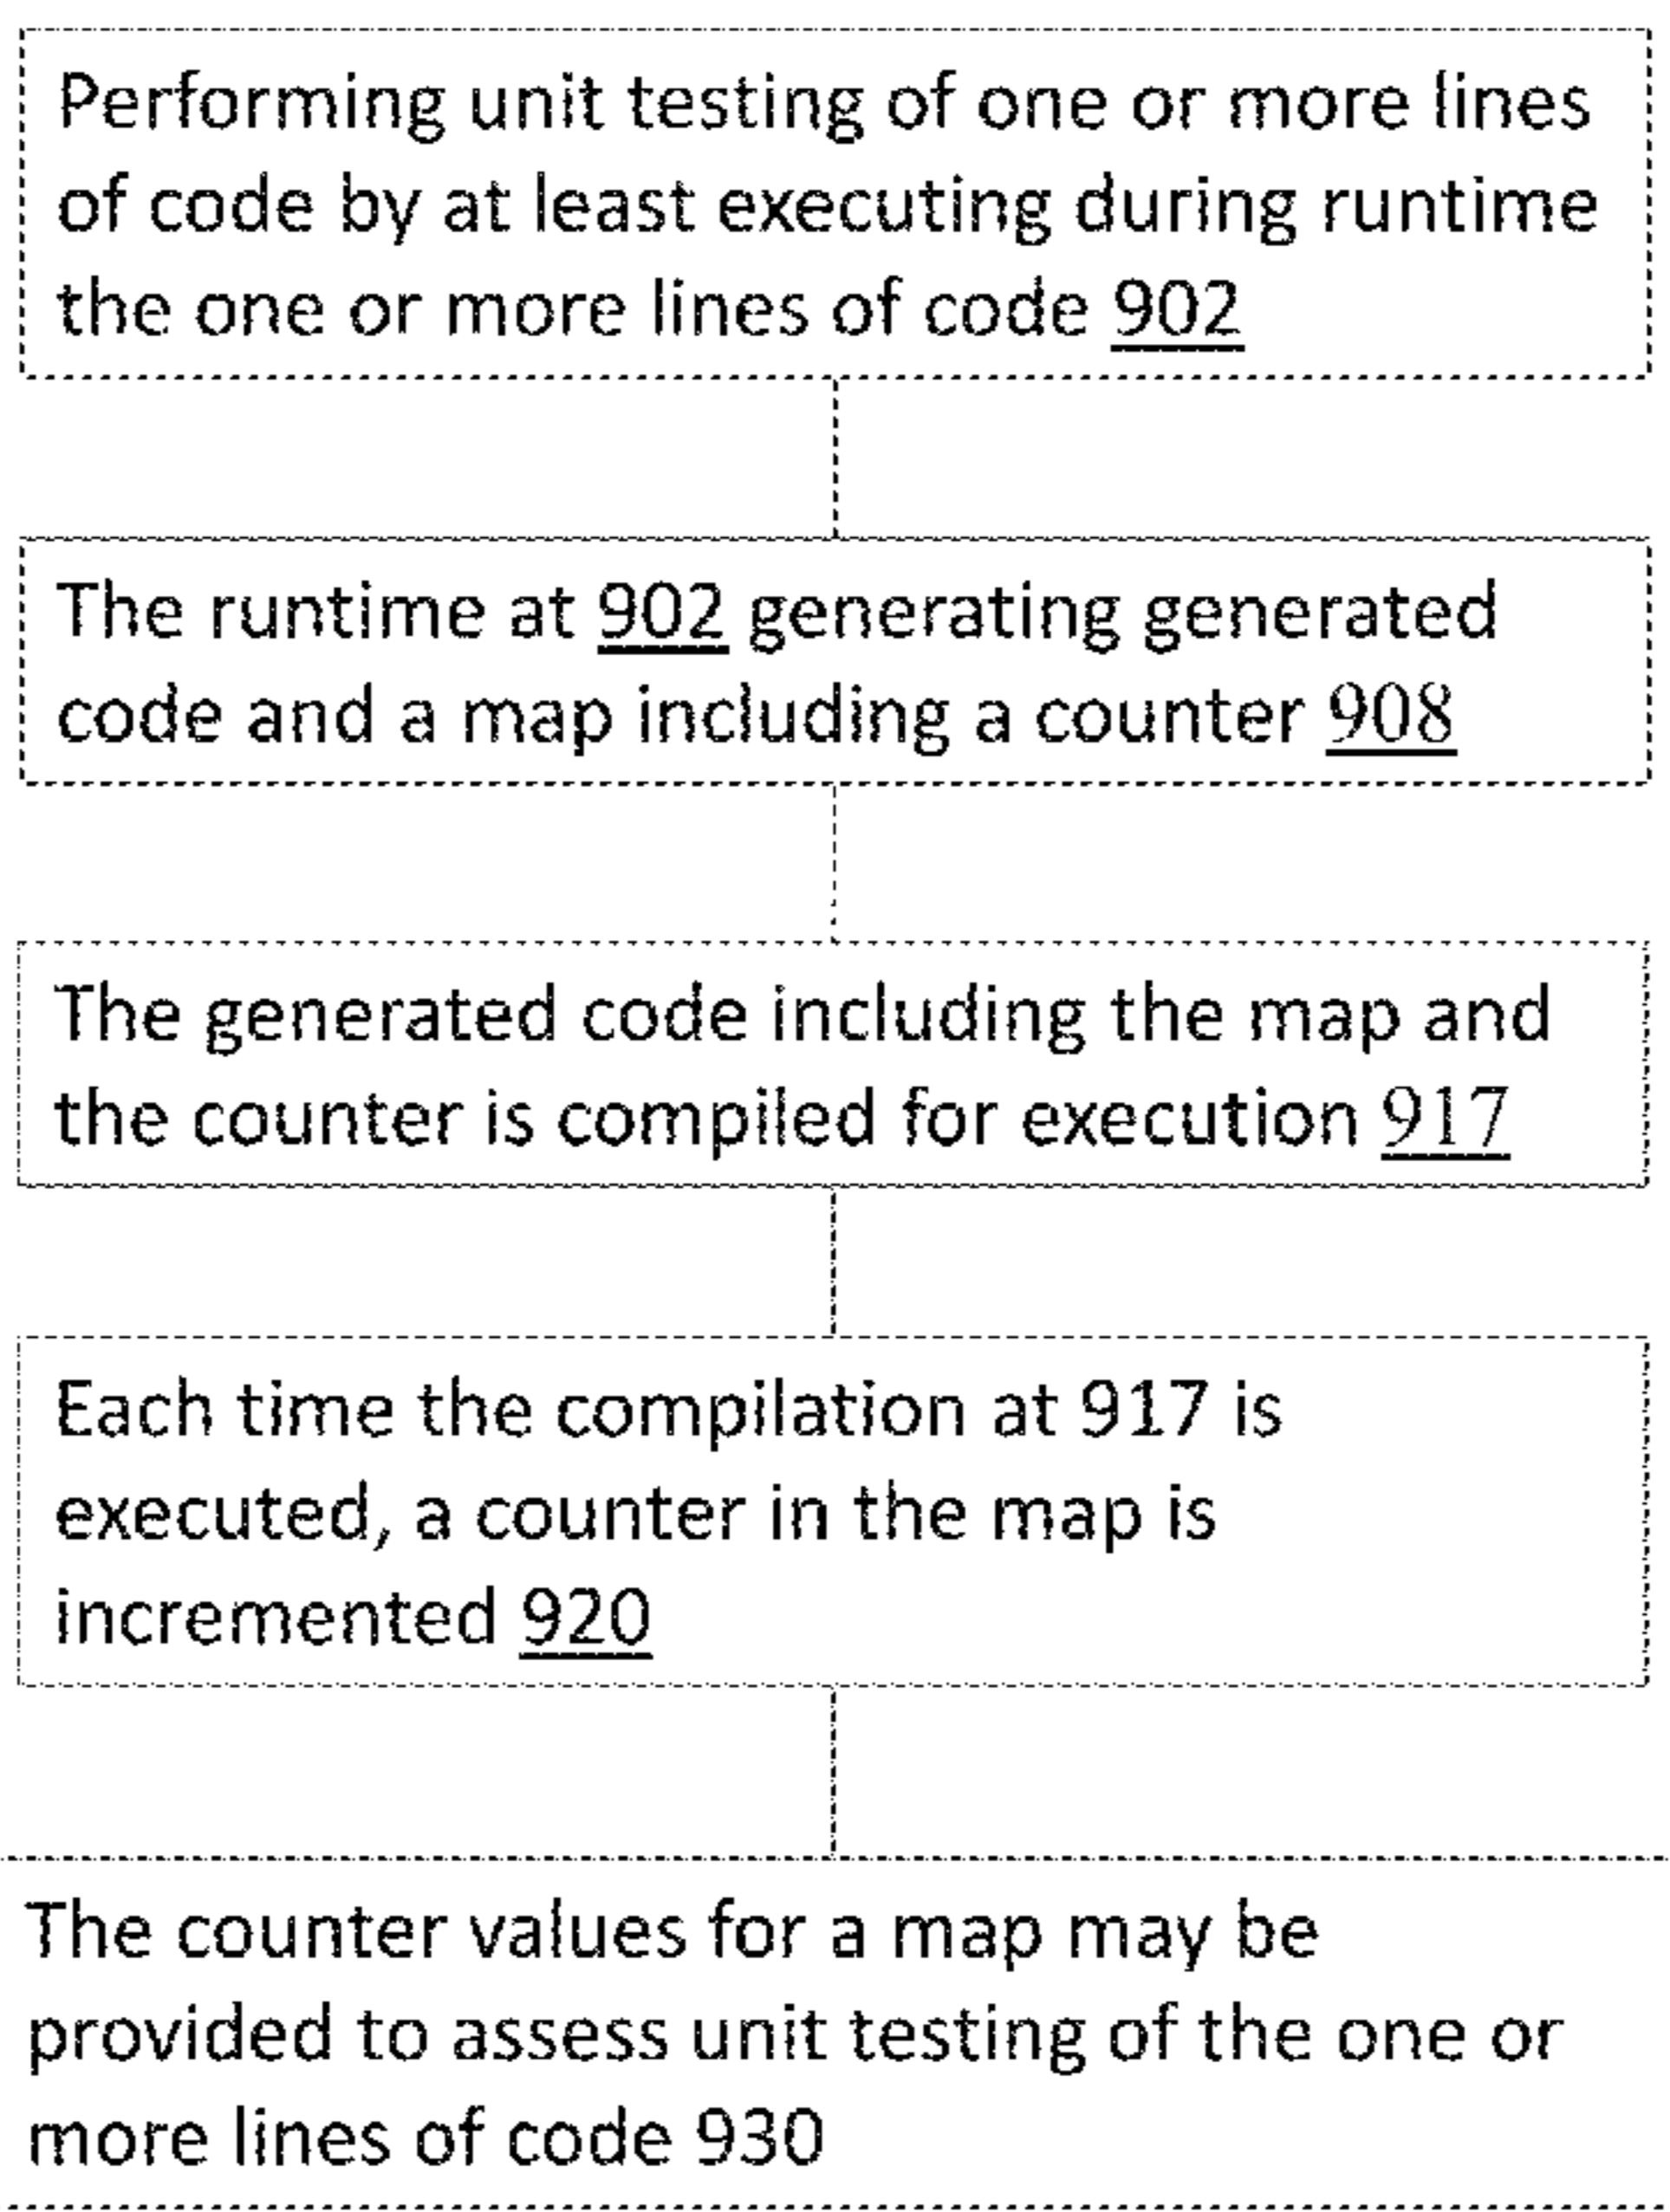 Performing unit testing of one or more lines
of code by at least executing during runtime
the one or more lines of code 902
The runtime at 902 generating generated
code and a map including a counter 908
The generated code including the map and
the counter is compiled for execution 917
Each time the compilation at 917 is
executed, a counter in the map is
incremented 920
The counter values for a map may be
provided to assess unit testing of the one or
more lines of code 930